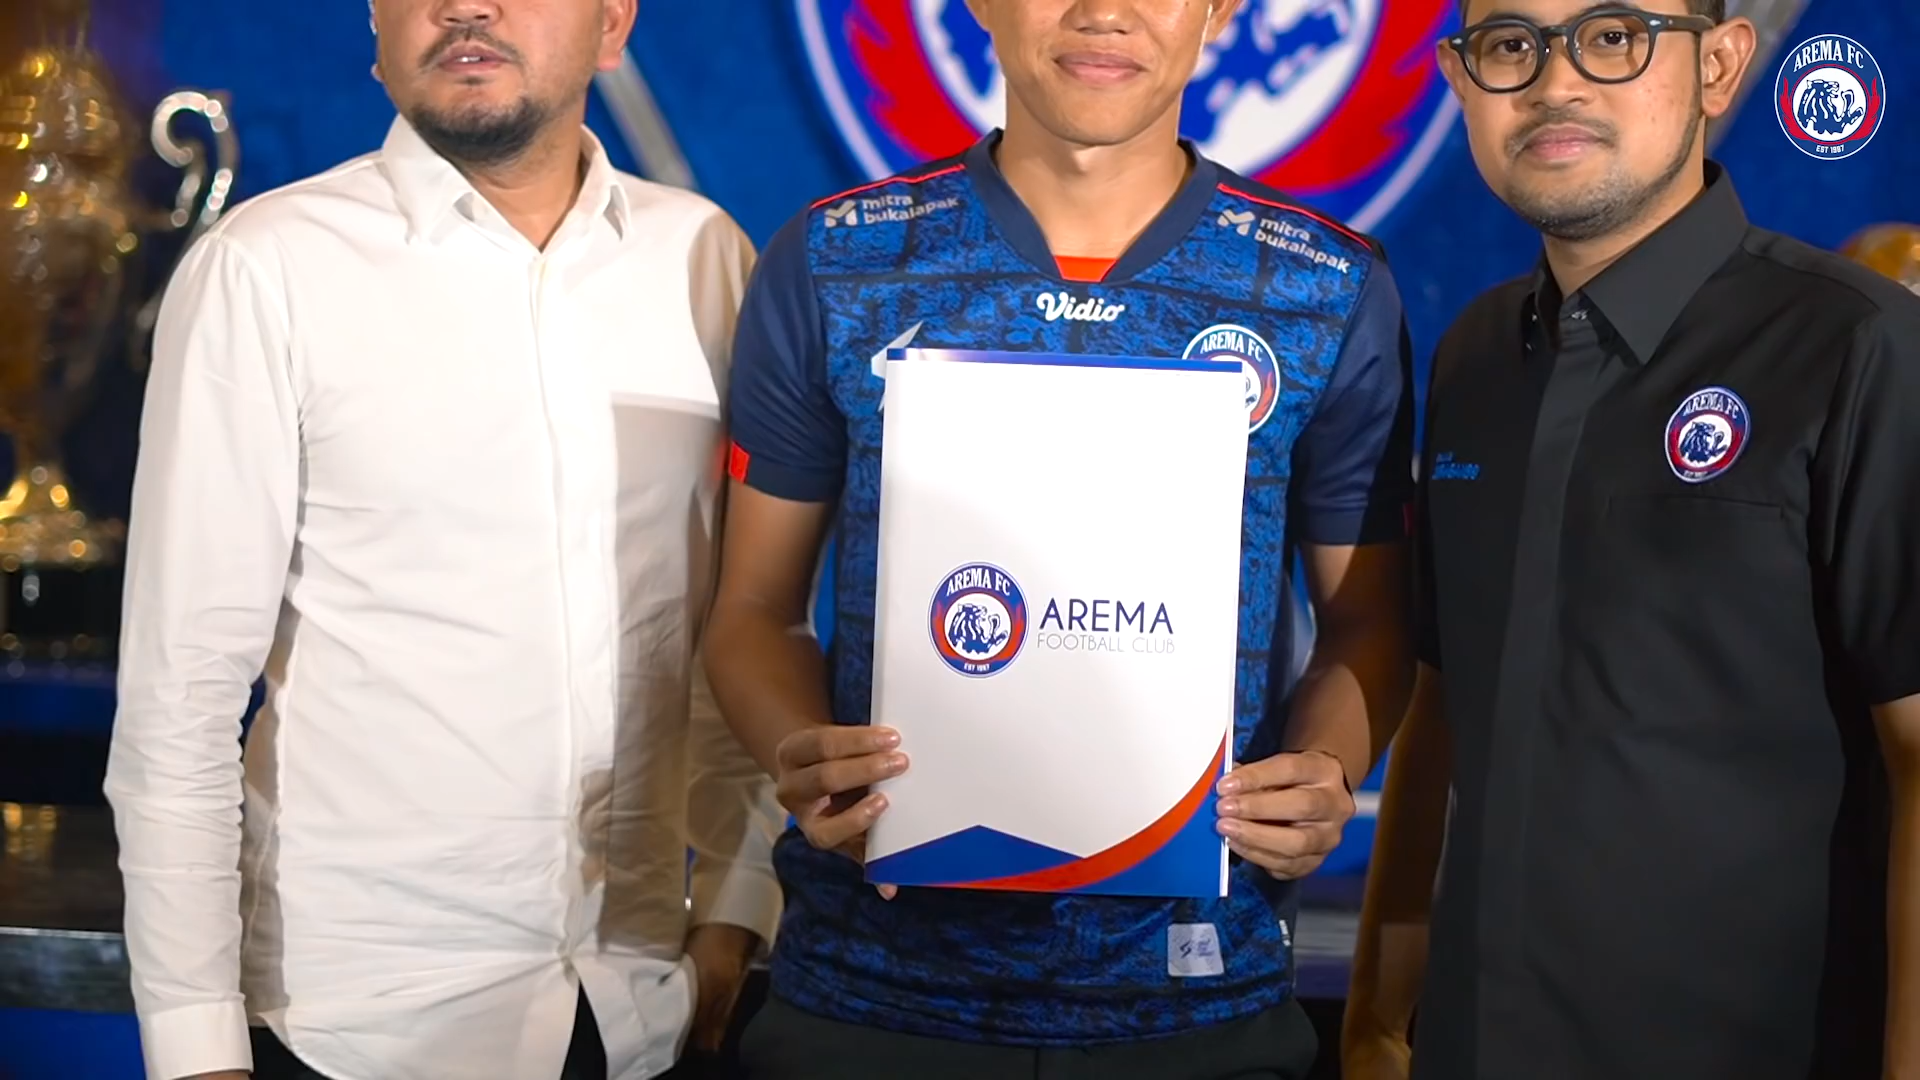 AREMA FC
EST 1987
mitra
bukalapak
mitra
bukalapak
Vidio
AREMA FC
AREMA FC
AREMA FC
EST 1987
AREMA
FOOTBALL CLUB